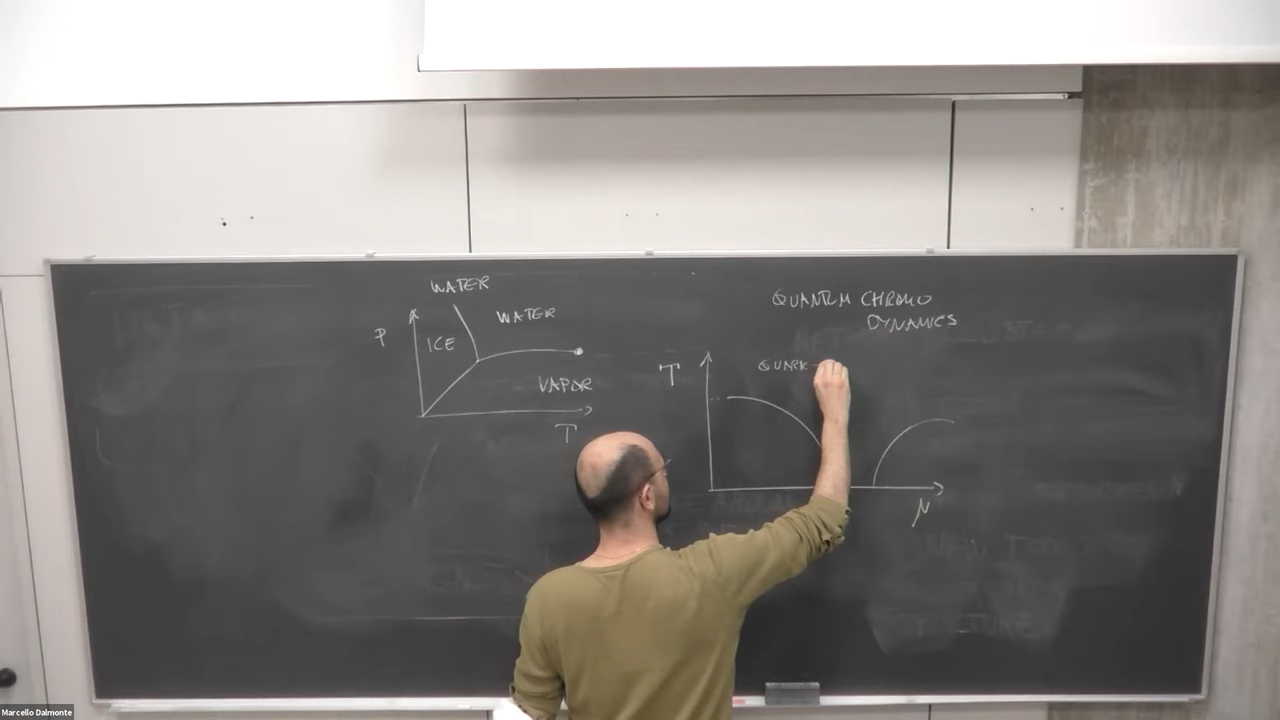 WATER
P
ICE
WATER
VAPOR
T
QUANTUM CHROMO
DYNAMICS
T
QUARK -
μ
Marcello Dalmonte